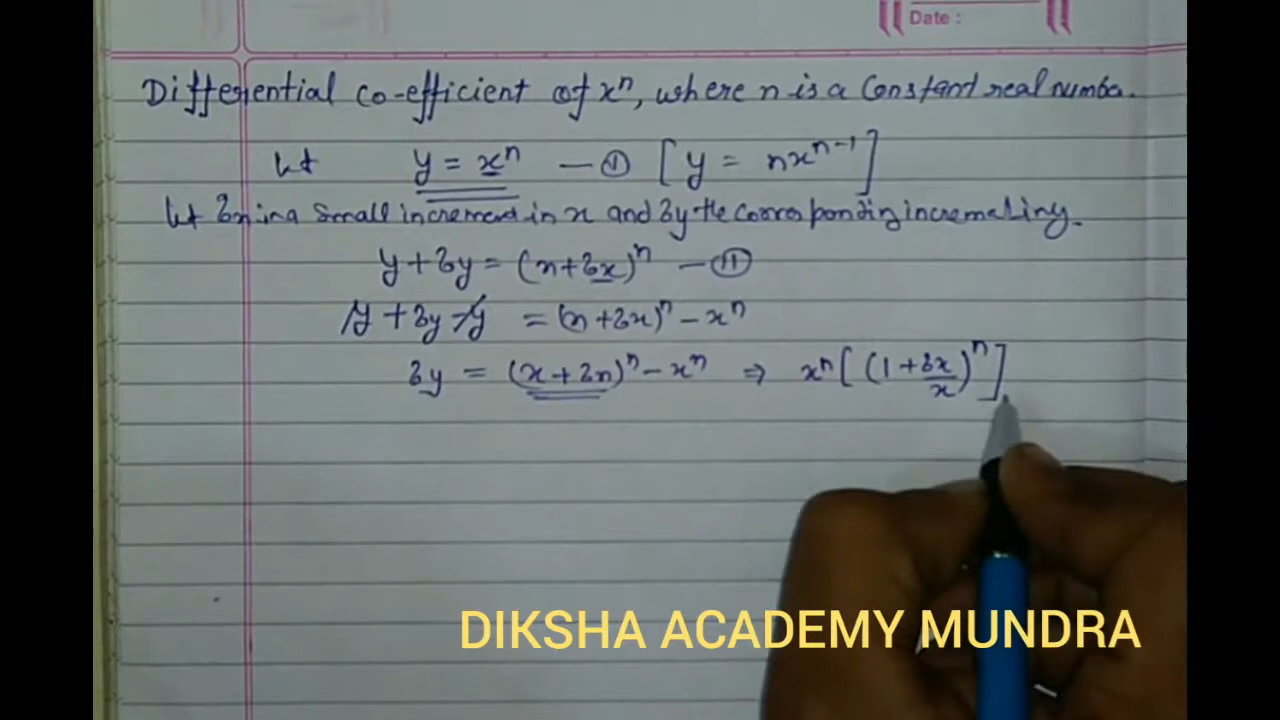 Date :
Differential co-efficient of xⁿ, where n is a Constant real number.
Let y = xⁿ — ① [y = nxⁿ⁻¹]
Let δx in a small increment in x and δy the corresponding increment in y.
y + δy = (x + δx)ⁿ — ⑪
y + δy - y = (x + δx)ⁿ - xⁿ
δy = (x + δx)ⁿ - xⁿ ⇒ xⁿ[(1 + δx/x)ⁿ]
DIKSHA ACADEMY MUNDRA